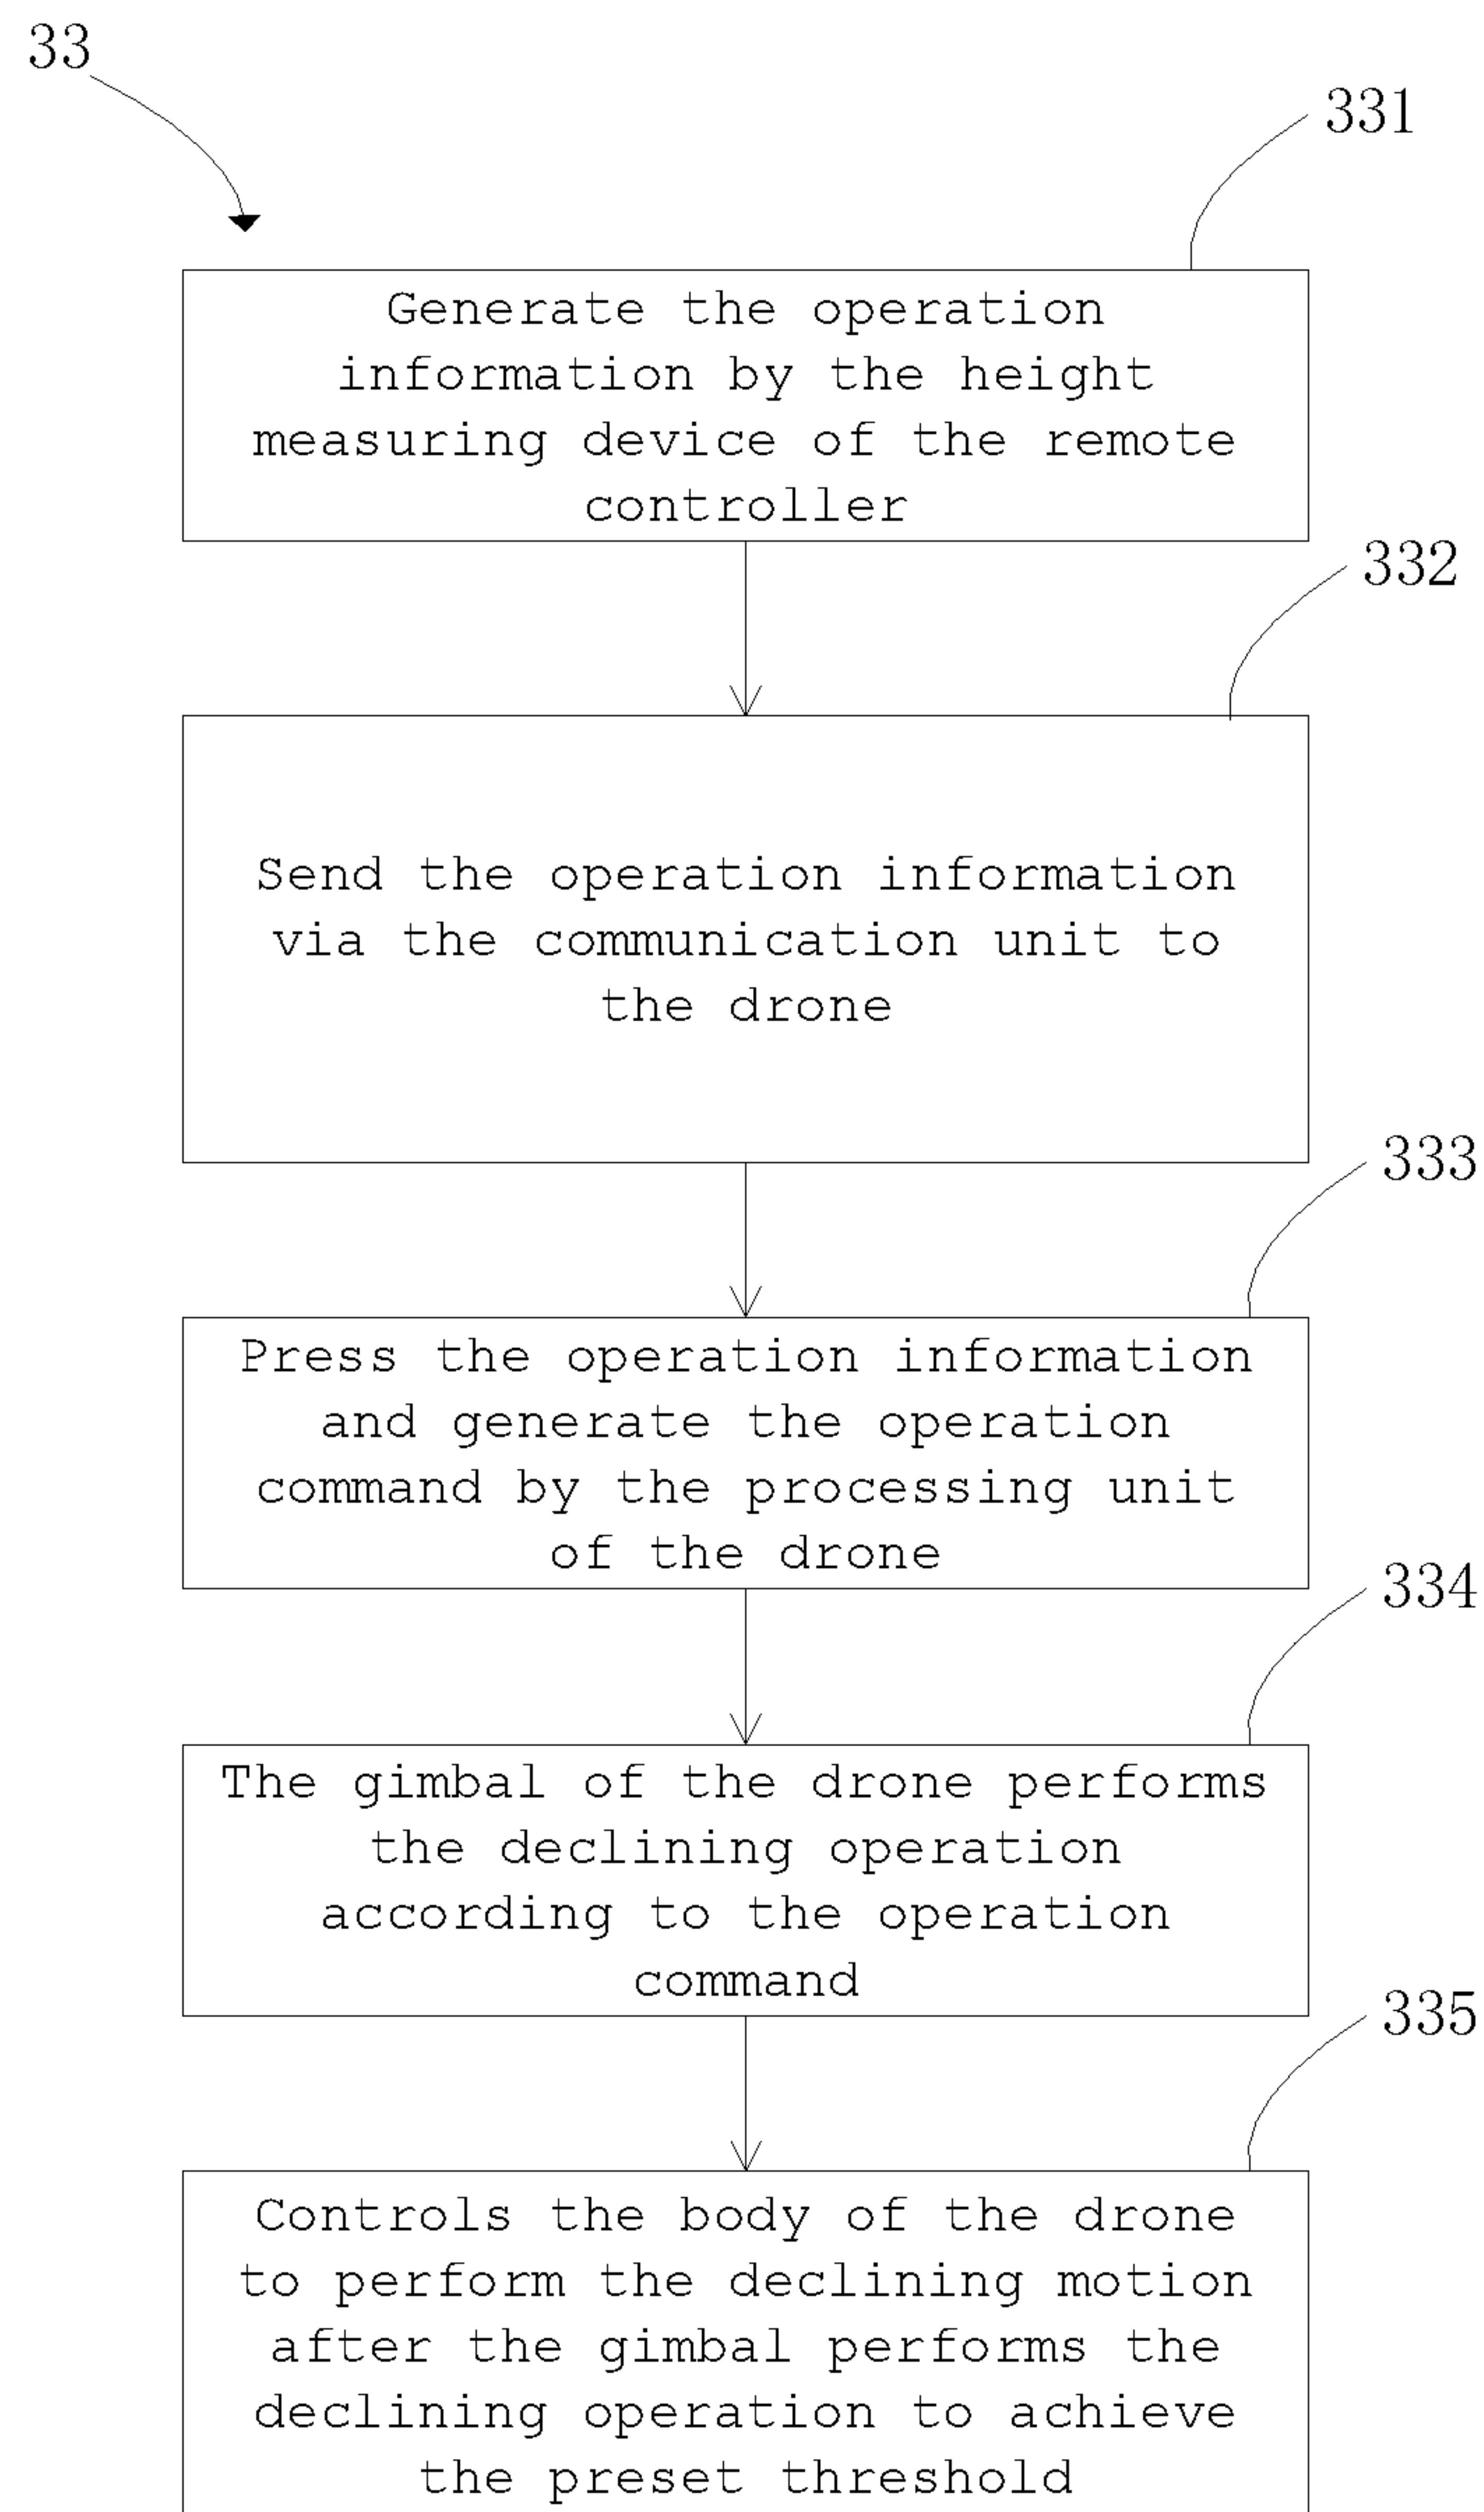 33
331
Generate the operation
information by the height
measuring device of the remote
controller
332
Send the operation information
via the communication unit to
the drone
333
Press the operation information
and generate the operation
command by the processing unit
of the drone
334
The gimbal of the drone performs
the declining operation
according to the operation
command
335
Controls the body of the drone
to perform the declining motion
after the gimbal performs the
declining operation to achieve
the preset threshold